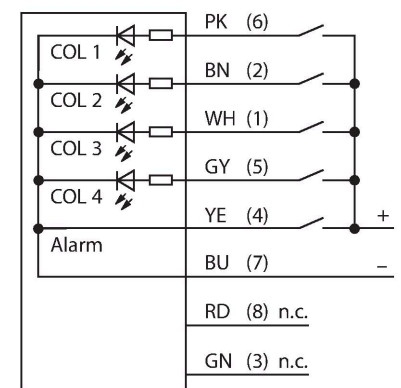 PK (6)
COL 1
BN (2)
COL 2
WH (1)
COL 3
GY (5)
COL 4
YE (4) +
Alarm
BU (7) –
RD (8) n.c.
GN (3) n.c.